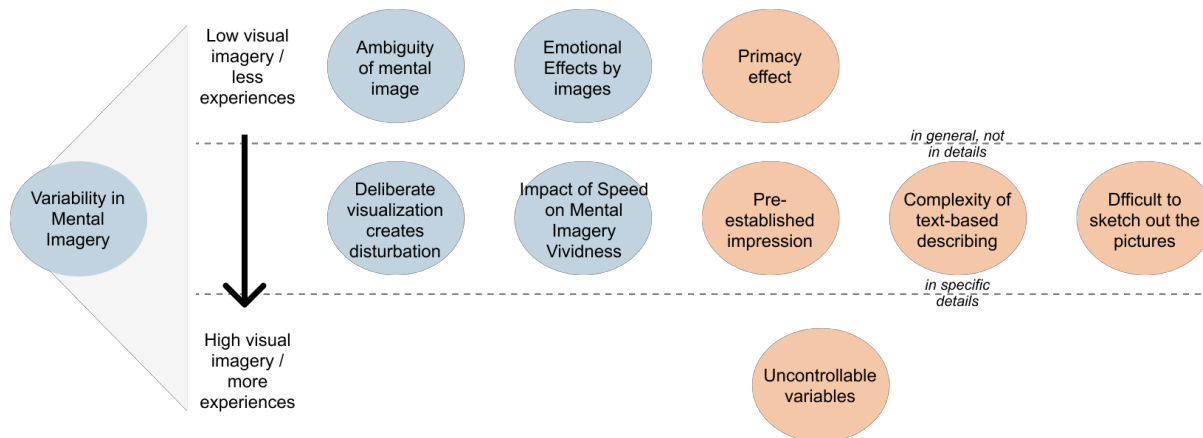 Low visual
imagery /
less
experiences
Ambiguity
of mental
image
Emotional
Effects by
images
Primacy
effect
in general, not
in details
Variability in
Mental
Imagery
Deliberate
visualization
creates
disturbation
Impact of Speed
on Mental
Imagery
Vividness
Pre-
established
impression
Complexity of
text-based
describing
Dfficult to
sketch out the
pictures
in specific
details
High visual
imagery /
more
experiences
Uncontrollable
variables